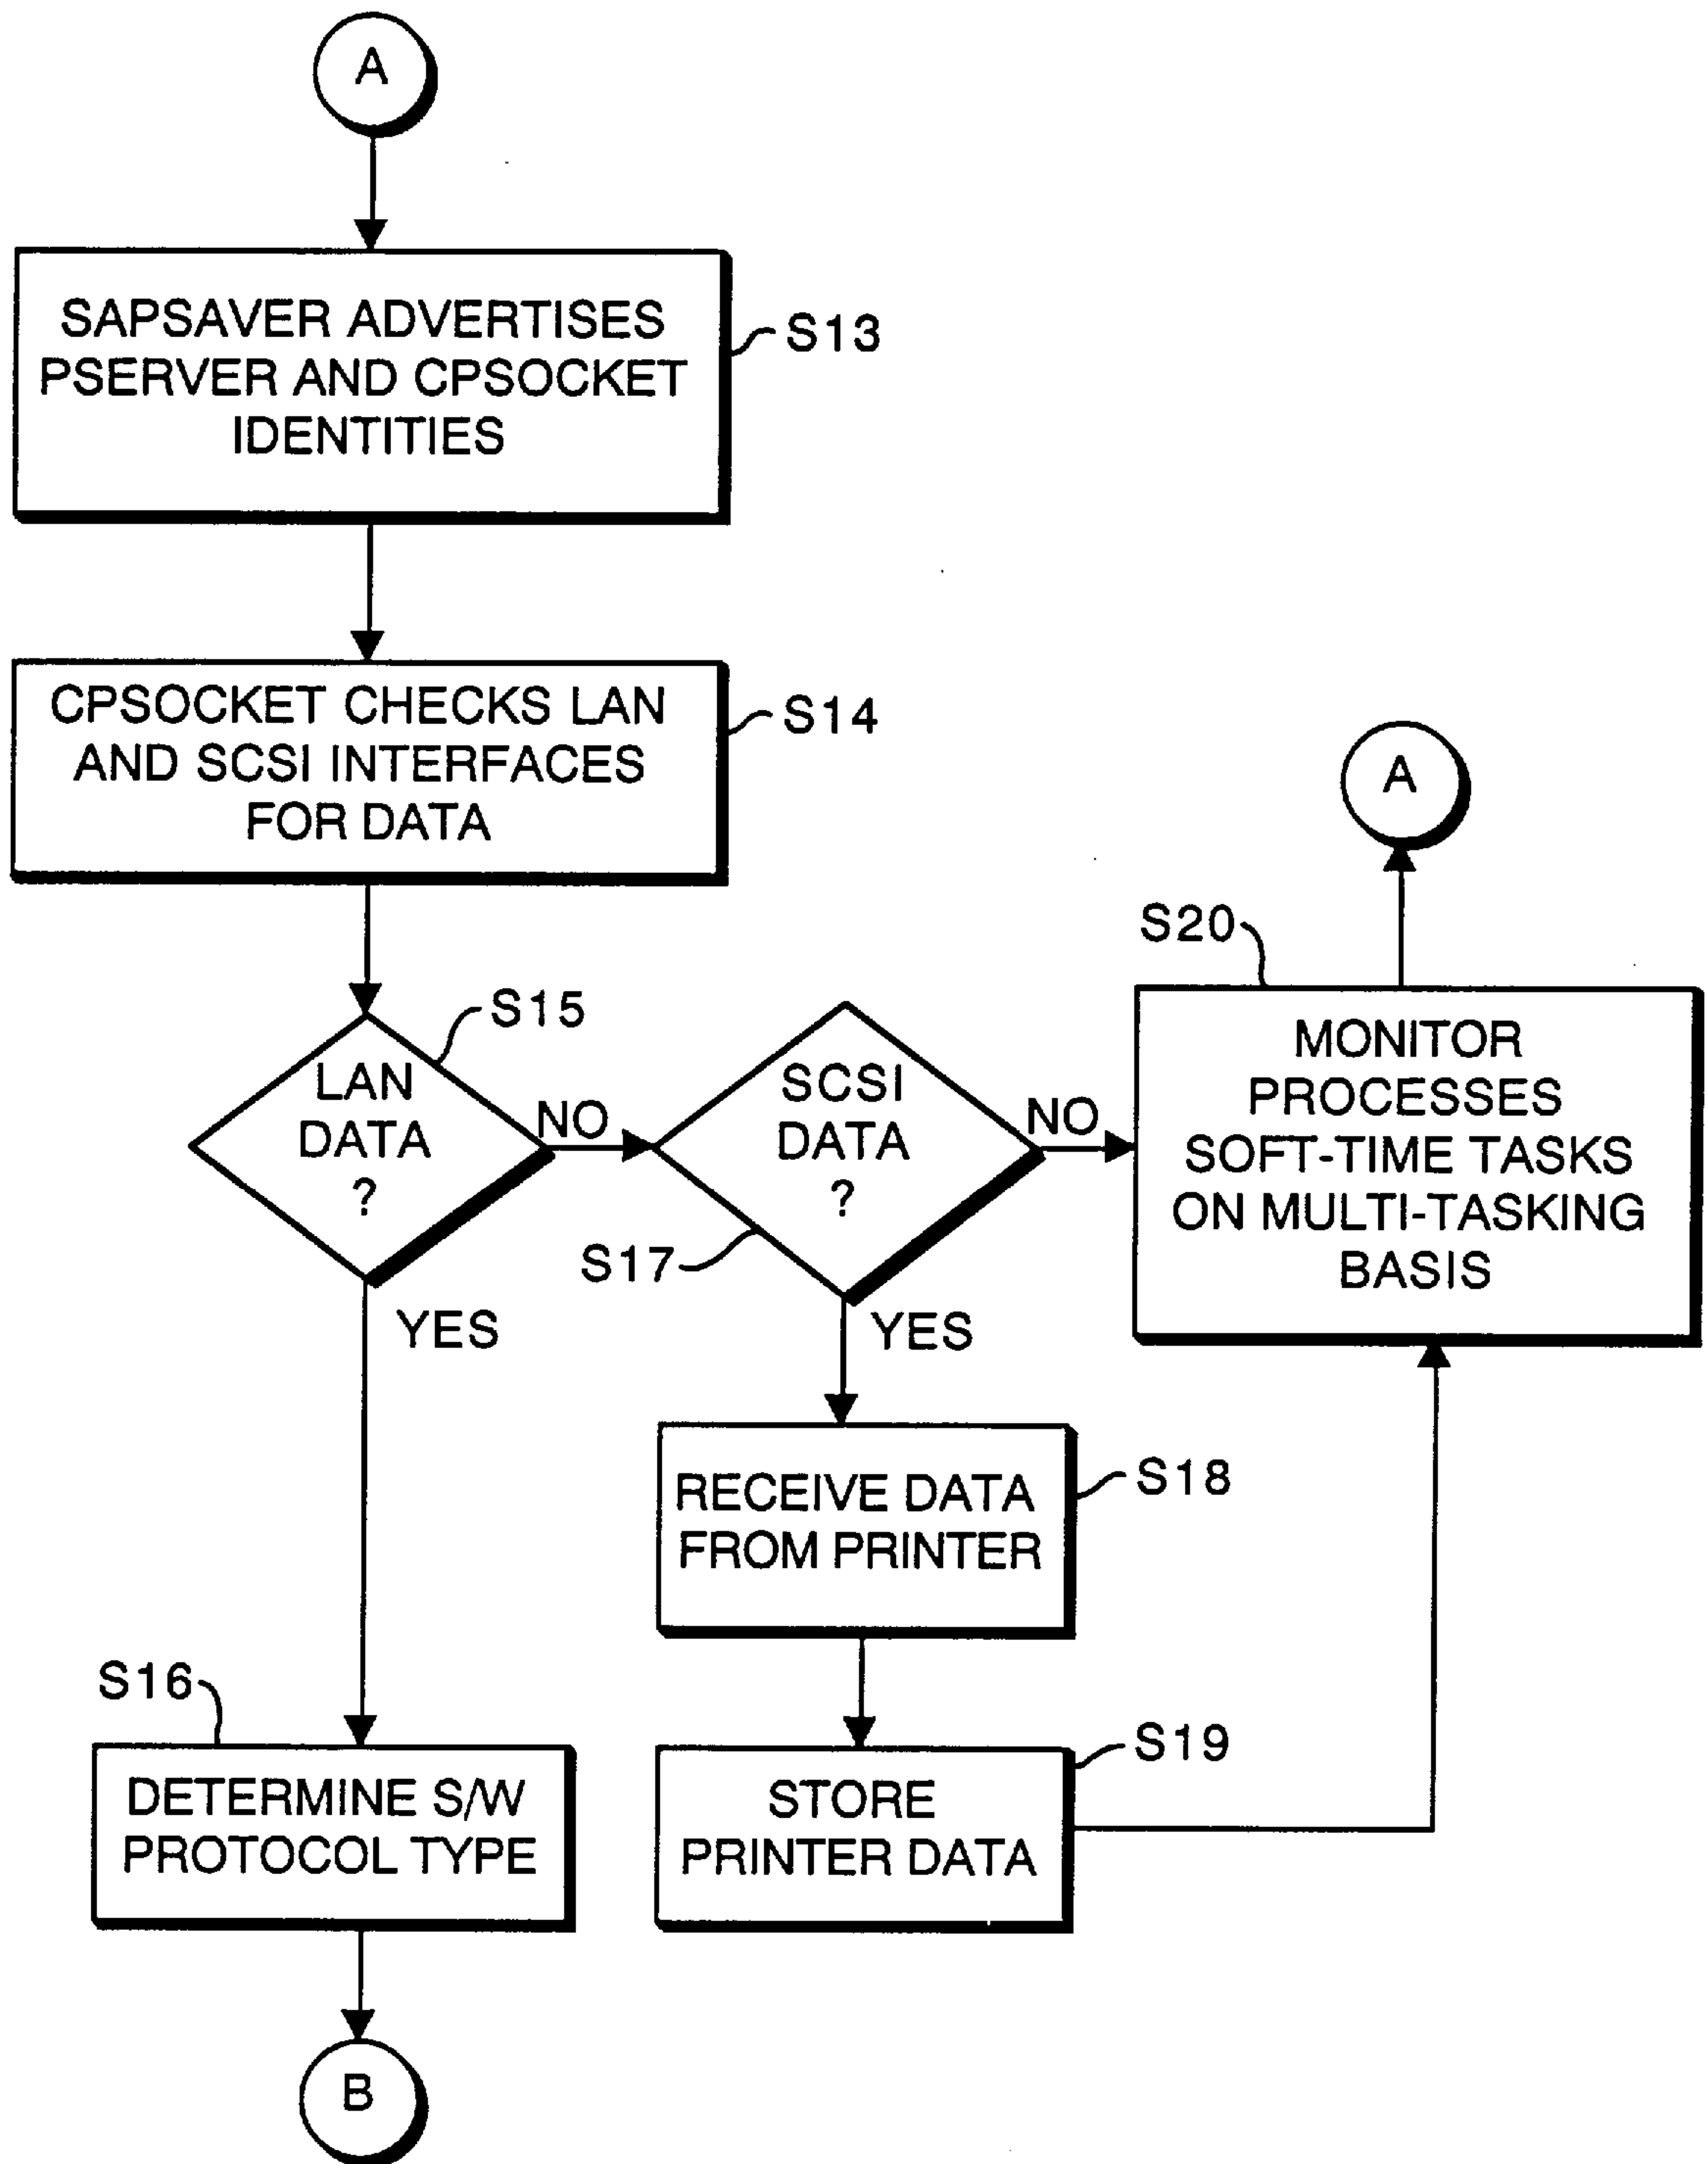 A
SAPSAVER ADVERTISES
PSERVER AND CPSOCKET
IDENTITIES
S13
CPSOCKET CHECKS LAN
AND SCSI INTERFACES
FOR DATA
S14
LAN
DATA
?
S15
NO
YES
SCSI
DATA
?
S17
NO
YES
A
S20
MONITOR
PROCESSES
SOFT-TIME TASKS
ON MULTI-TASKING
BASIS
RECEIVE DATA
FROM PRINTER
S18
S16
DETERMINE S/W
PROTOCOL TYPE
STORE
PRINTER DATA
S19
B